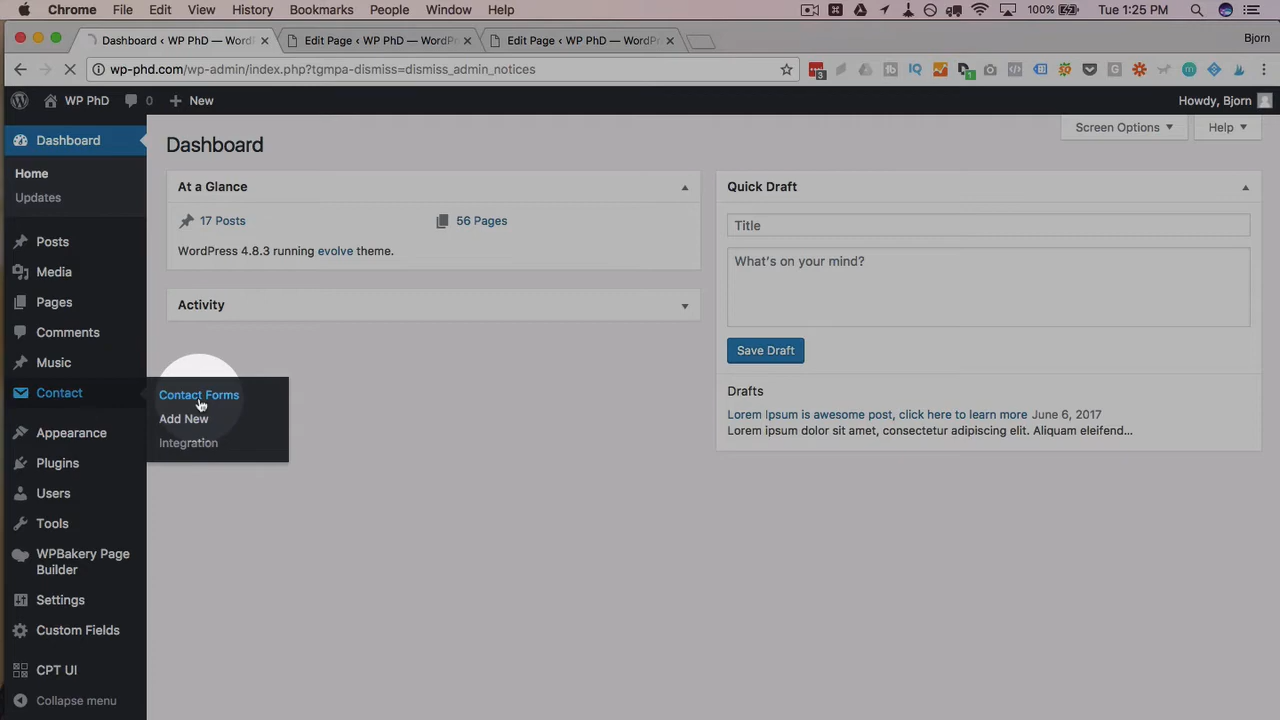 Chrome File Edit View History Bookmarks People Window Help 100% Tue 1:25 PM
Dashboard ‹ WP PhD — WordP Edit Page ‹ WP PhD — WordPr Edit Page ‹ WP PhD — WordPr Bjorn
wp-phd.com/wp-admin/index.php?tgmpa-dismiss=dismiss_admin_notices
WP PhD 0 New Howdy, Bjorn
Screen Options Help
Dashboard
Home
Updates
Posts
Media
Pages
Comments
Music
Contact
Contact Forms
Add New
Integration
Appearance
Plugins
Users
Tools
WPBakery Page
Builder
Settings
Custom Fields
CPT UI
Collapse menu
Dashboard
At a Glance
17 Posts 56 Pages
WordPress 4.8.3 running evolve theme.
Activity
Quick Draft
Title
What's on your mind?
Save Draft
Drafts
Lorem Ipsum is awesome post, click here to learn more June 6, 2017
Lorem ipsum dolor sit amet, consectetur adipiscing elit. Aliquam eleifend...